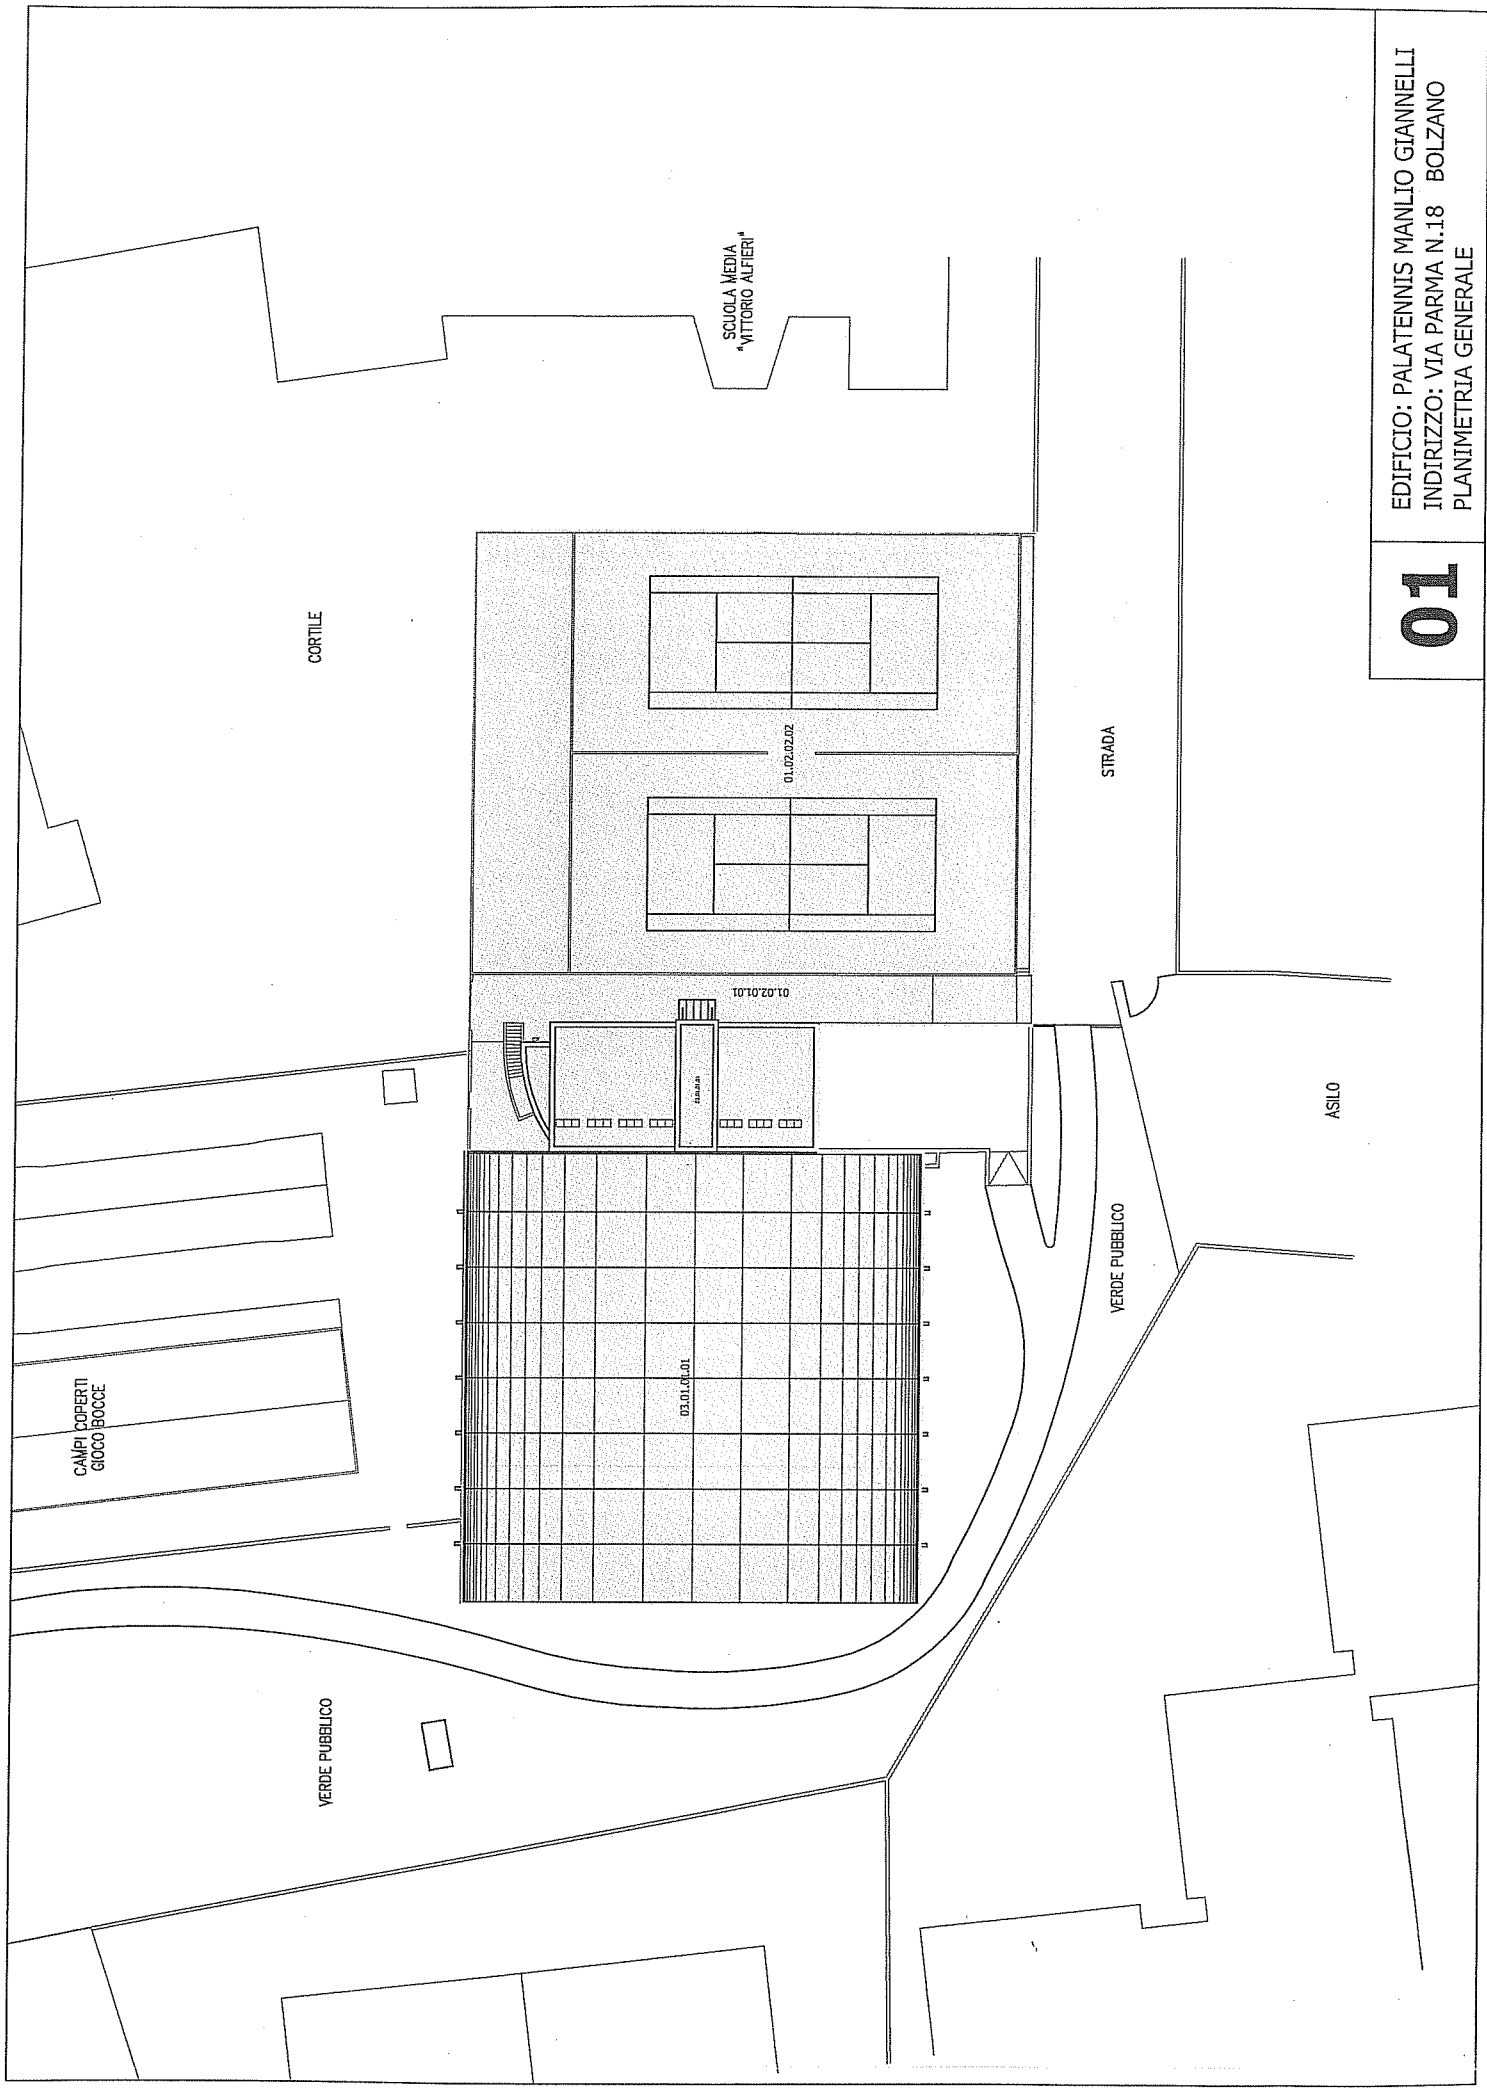 SCUOLA MEDIA
"VITTORIO ALFIERI"
CORTILE
01.02.02.02
STRADA
01.02.01.01
ASILO
CAMPI COPERTI
GIOCO BOCCE
03.01.01.01
VERDE PUBBLICO
VERDE PUBBLICO
01
EDIFICIO: PALATENNIS MANLIO GIANNELLI
INDIRIZZO: VIA PARMA N.18 BOLZANO
PLANIMETRIA GENERALE